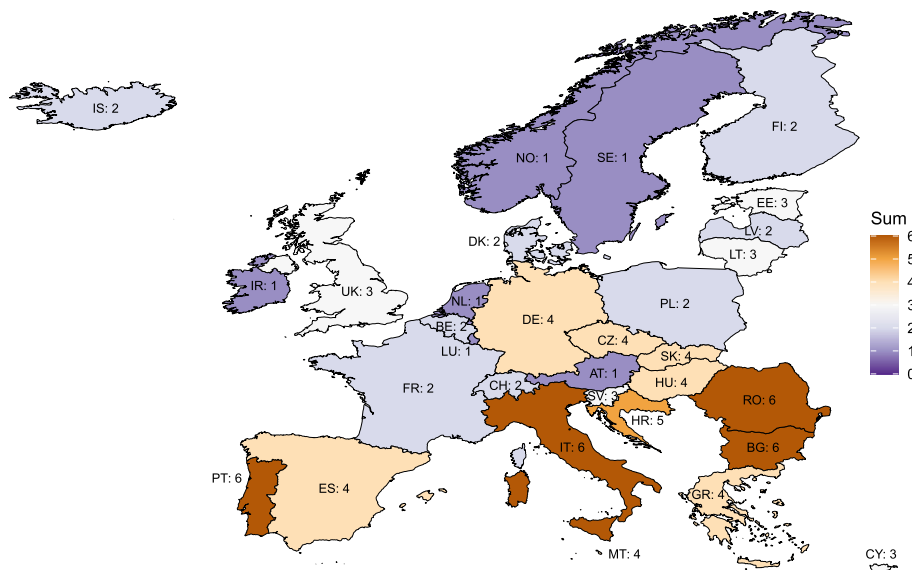 IS: 2
NO: 1
SE: 1
FI: 2
EE: 3
LV: 2
LT: 3
DK: 2
IR: 1
UK: 3
NL: 1
BE: 2
LU: 1
DE: 4
PL: 2
CZ: 4
SK: 4
AT: 1
HU: 4
FR: 2
CH: 2
SV: 3
HR: 5
RO: 6
BG: 6
IT: 6
PT: 6
ES: 4
GR: 4
MT: 4
CY: 3
Sum
6
5
4
3
2
1
0